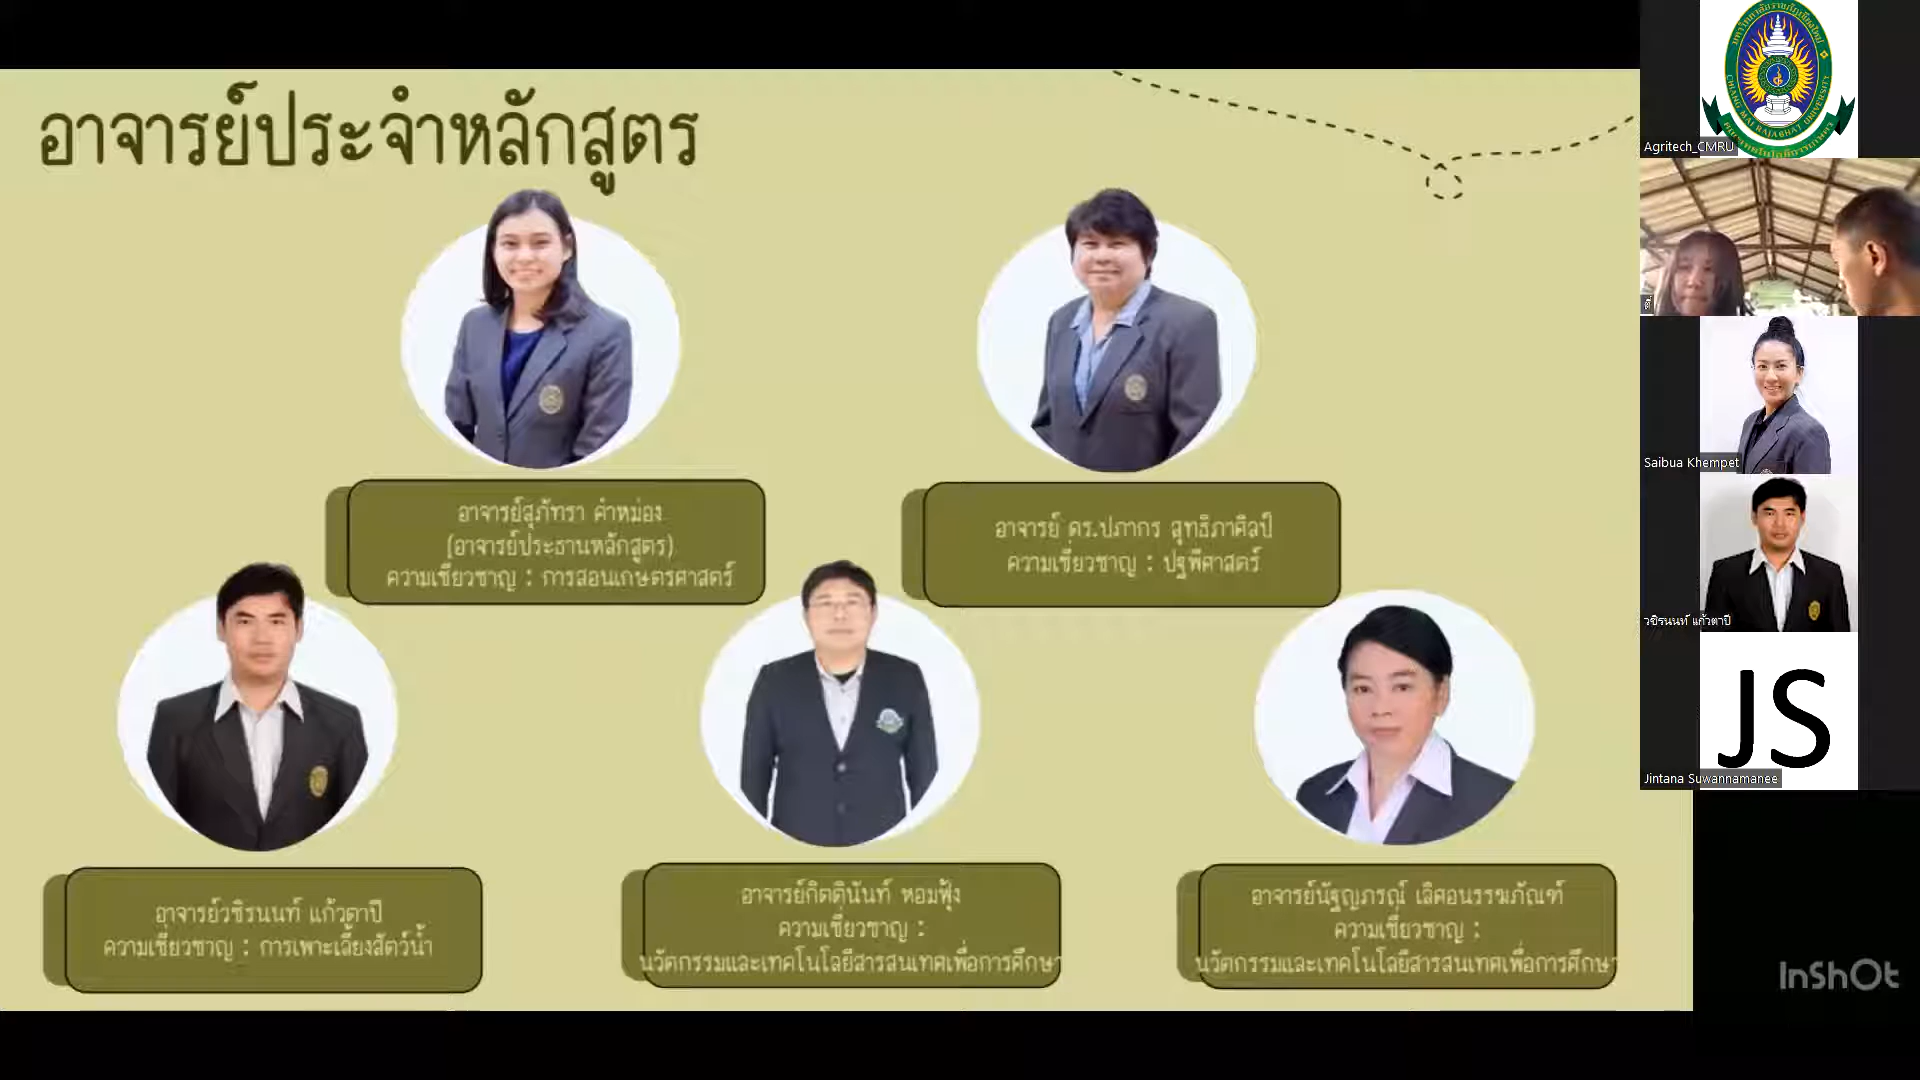 อาจารย์ประจำหลักสูตร
อาจารย์สุภัทรา คำหม่อง
(อาจารย์ประธานหลักสูตร)
ความเชี่ยวชาญ : การสอนเกษตรศาสตร์
อาจารย์ ดร.ปภากร สุทธิภาศิลป์
ความเชี่ยวชาญ : ปฐพีศาสตร์
อาจารย์วชิรนนท์ แก้วตาปี
ความเชี่ยวชาญ : การเพาะเลี้ยงสัตว์น้ำ
อาจารย์กิตตินันท์ หอมฟุ้ง
ความเชี่ยวชาญ :
นวัตกรรมและเทคโนโลยีสารสนเทศเพื่อการศึกษา
อาจารย์นัฐญภรณ์ เลิศอนรรฆภัณฑ์
ความเชี่ยวชาญ :
นวัตกรรมและเทคโนโลยีสารสนเทศเพื่อการศึกษา
CHIANG MAI RAJABHAT UNIVERSITY
Agritech_CMRU
Saibua Khempet
วชิรนนท์ แก้วตาปี
JS
Jintana Suwannamanee
InShOt